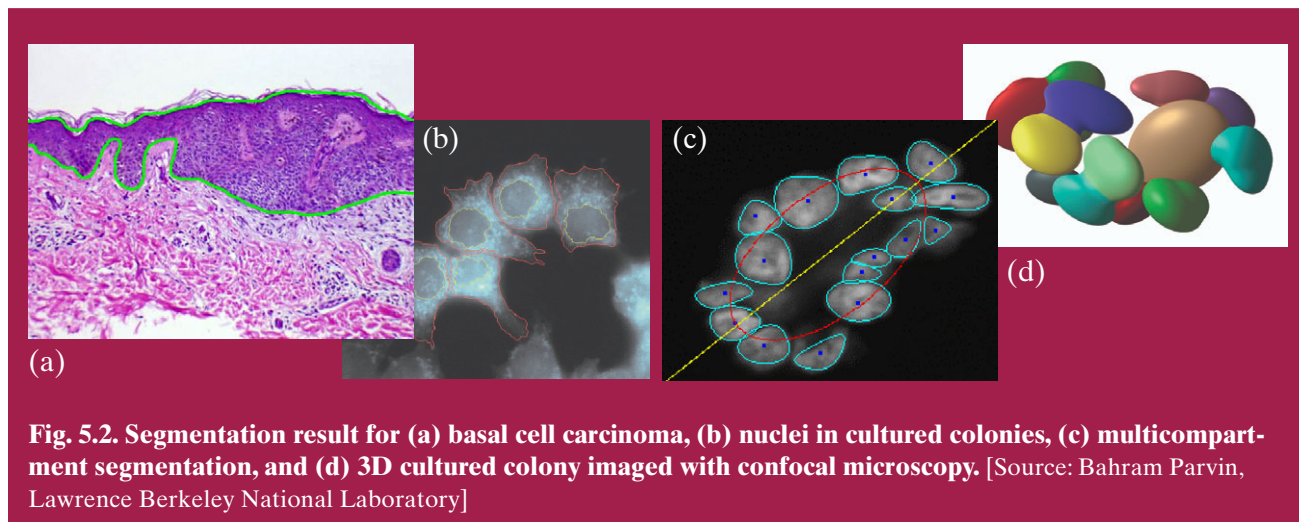 (b)
(c)
(d)
(a)
Fig. 5.2. Segmentation result for (a) basal cell carcinoma, (b) nuclei in cultured colonies, (c) multicompart-
ment segmentation, and (d) 3D cultured colony imaged with confocal microscopy. [Source: Bahram Parvin,
Lawrence Berkeley National Laboratory]